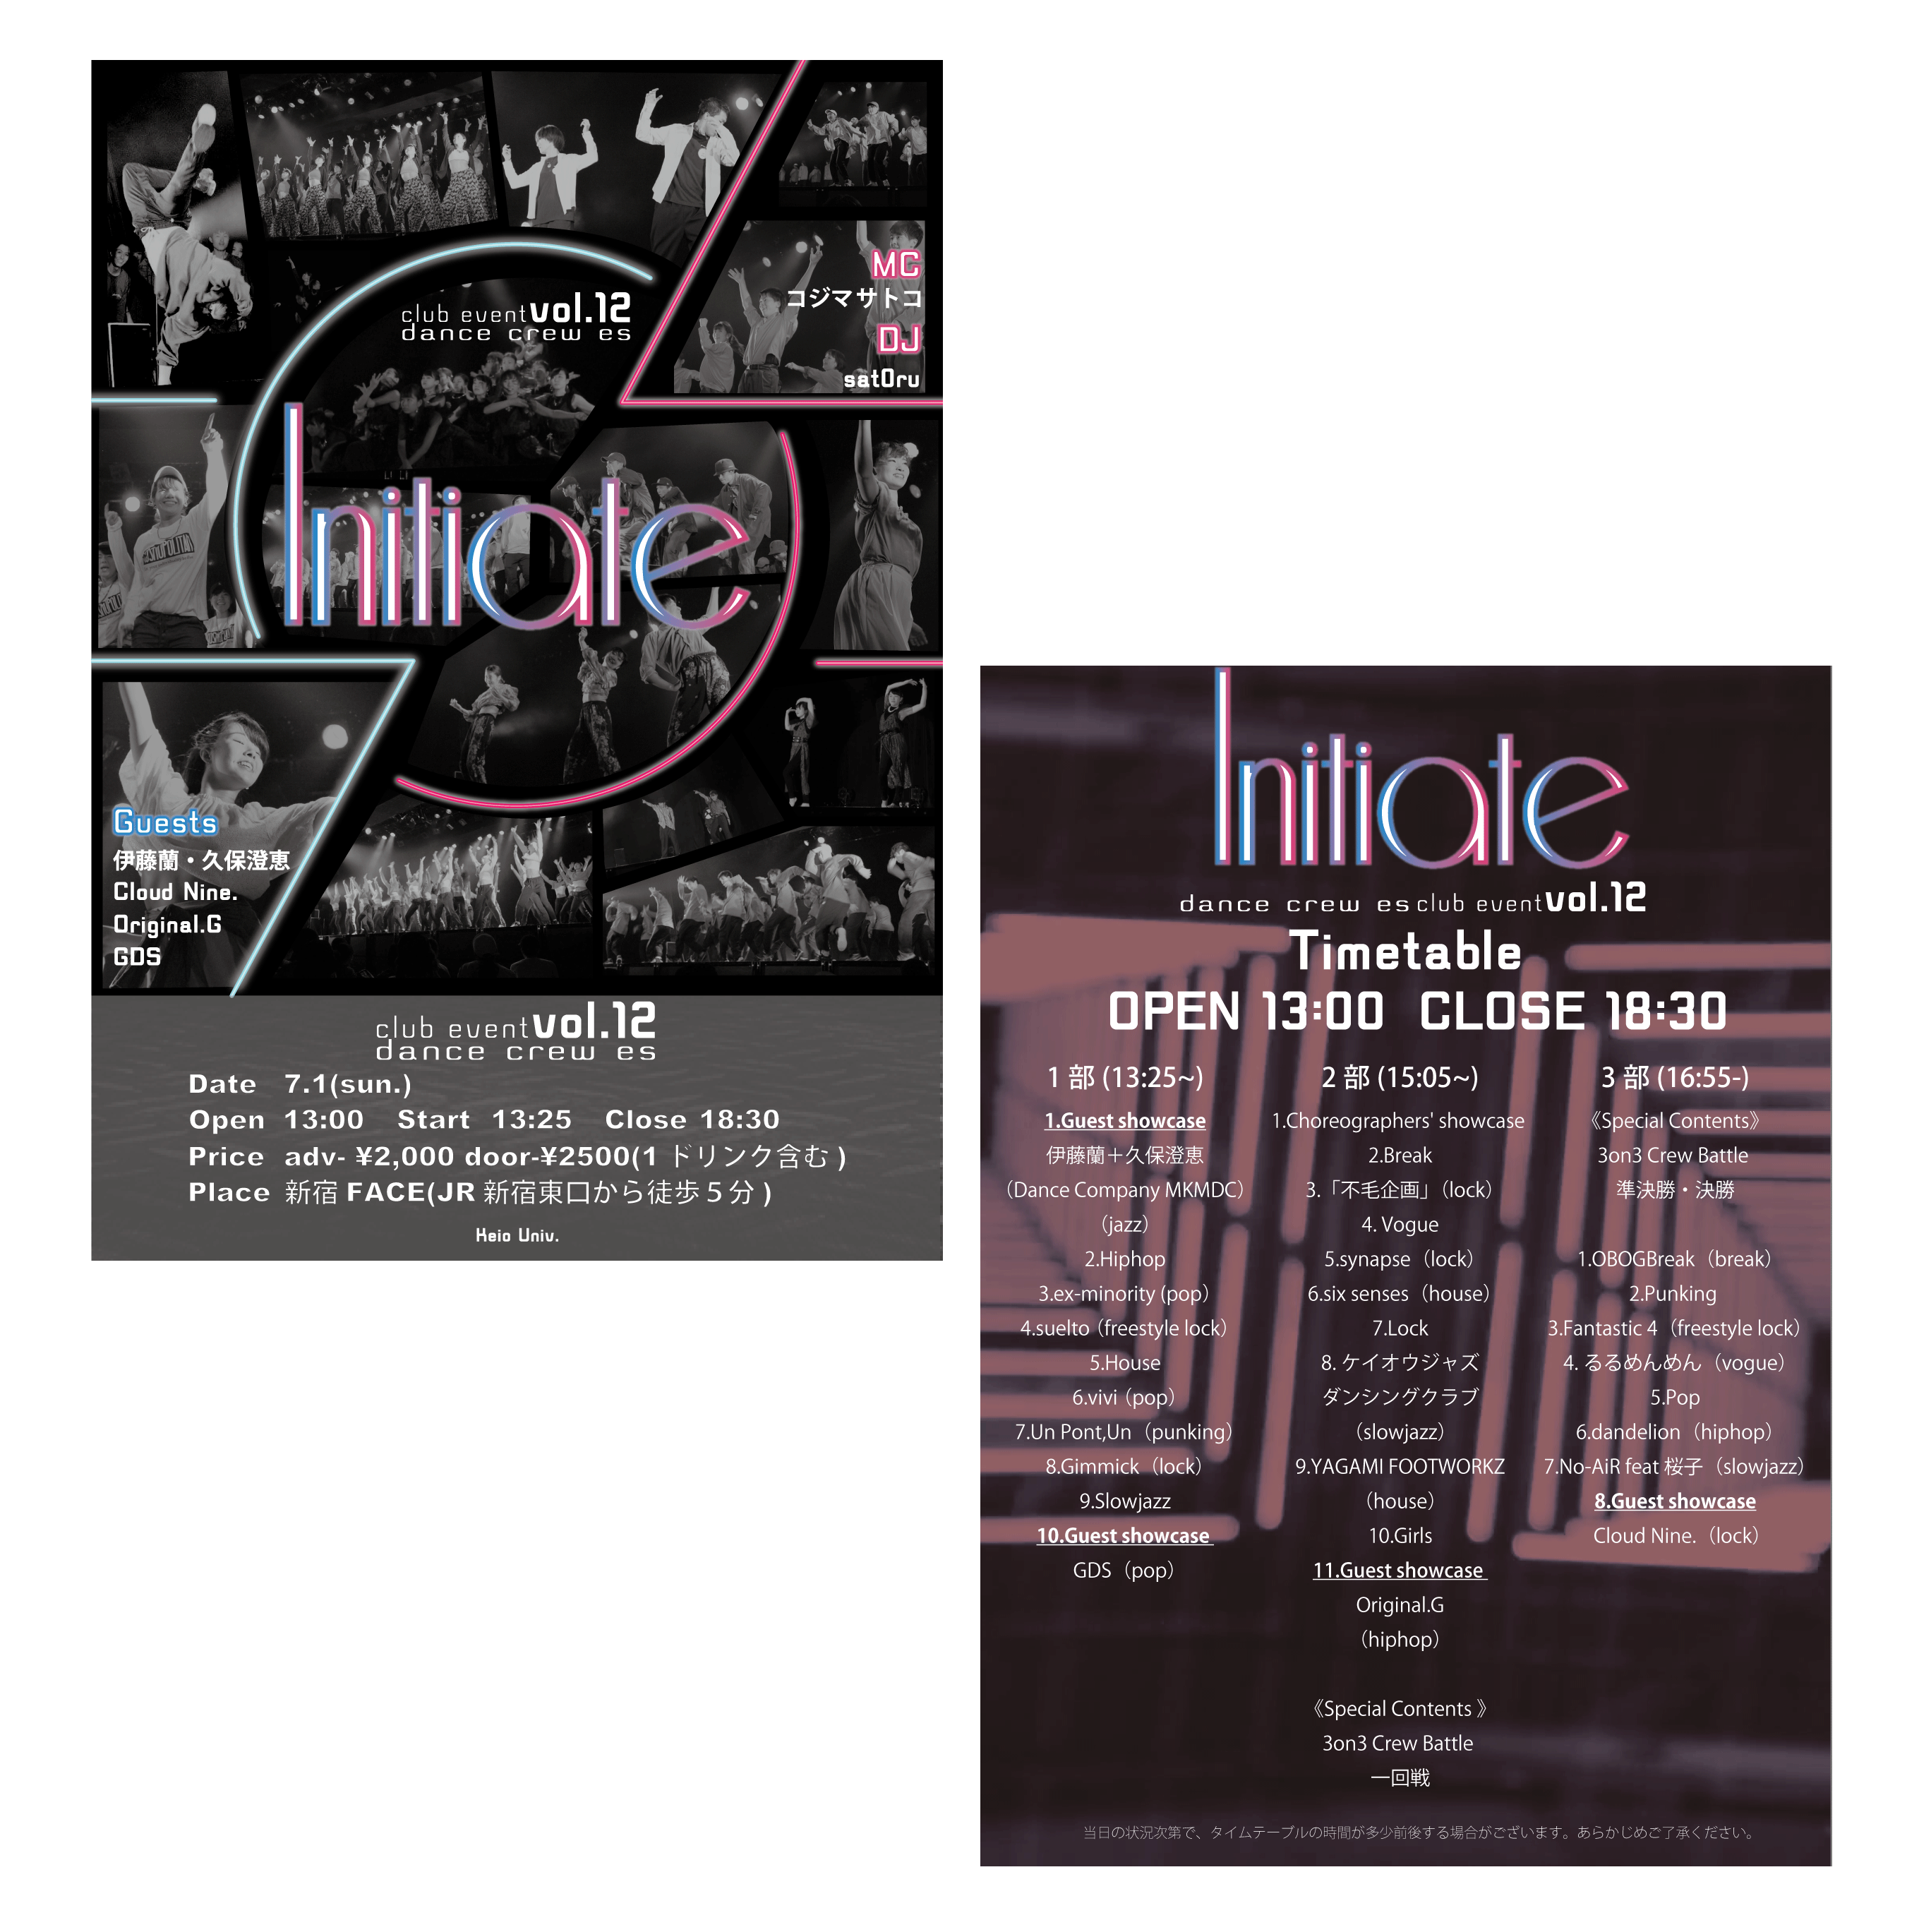 club event vol.12
dance crew es
MC
コジマサトコ
DJ
sat0ru
Initiate
Guests
伊藤蘭・久保澄恵
Cloud Nine.
Original.G
GDS
club event vol.12
dance crew es
Date 7.1(sun.)
Open 13:00 Start 13:25 Close 18:30
Price adv- ¥2,000 door-¥2500(1 ドリンク含む )
Place 新宿 FACE(JR 新宿東口から徒歩 5 分 )
Keio Univ.
Initiate
dance crew es club event vol.12
Timetable
OPEN 13:00 CLOSE 18:30
1 部 (13:25~)
1.Guest showcase
伊藤蘭＋久保澄恵
（Dance Company MKMDC）
（jazz）
2.Hiphop
3.ex-minority (pop）
4.suelto（freestyle lock）
5.House
6.vivi（pop）
7.Un Pont,Un（punking）
8.Gimmick（lock）
9.Slowjazz
10.Guest showcase
GDS（pop）
2 部 (15:05~)
1.Choreographers' showcase
2.Break
3.「不毛企画」（lock）
4. Vogue
5.synapse（lock）
6.six senses（house）
7.Lock
8. ケイオウジャズ
ダンシングクラブ
（slowjazz）
9.YAGAMI FOOTWORKZ
（house）
10.Girls
11.Guest showcase
Original.G
（hiphop）
《Special Contents 》
3on3 Crew Battle
一回戦
3 部 (16:55-)
《Special Contents》
3on3 Crew Battle
準決勝・決勝
1.OBOGBreak（break）
2.Punking
3.Fantastic 4（freestyle lock）
4. るるめんめん（vogue）
5.Pop
6.dandelion（hiphop）
7.No-AiR feat 桜子（slowjazz）
8.Guest showcase
Cloud Nine.（lock）
当日の状況次第で、タイムテーブルの時間が多少前後する場合がございます。あらかじめご了承ください。